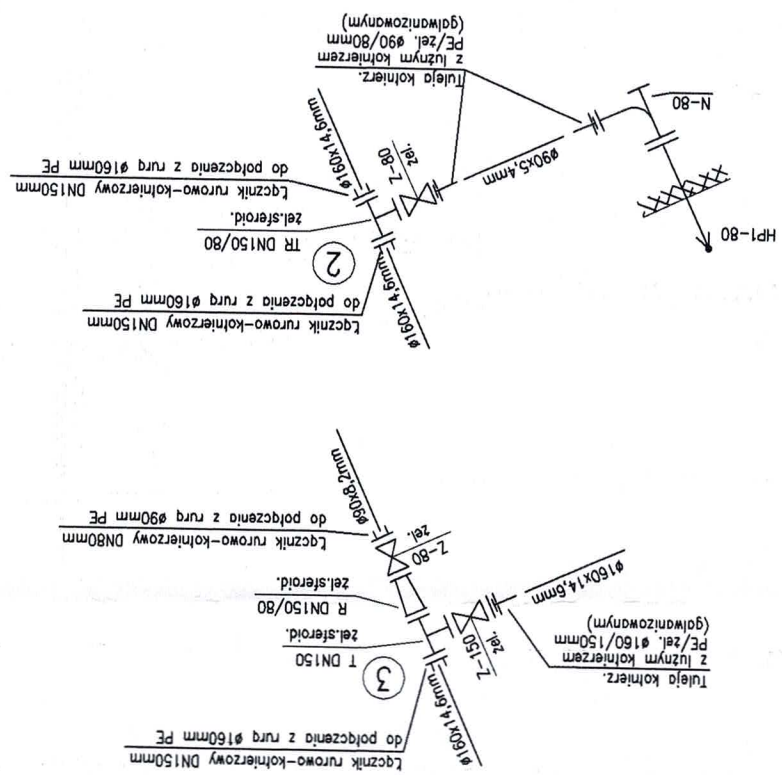 Łącznik rurowo-kołnierzowy DN150mm
do połączenia z rurą ø160mm PE
ø160x14,6mm
3
T DN150
żel.sferoid.
Tuleja kołnierz.
z luźnym kołnierzem
PE/żel. ø160/150mm
(galwanizowanym)
Z-150
żel.
ø160x14,6mm
R DN150/80
żel.sferoid.
Z-80
żel.
Łącznik rurowo-kołnierzowy DN80mm
do połączenia z rurą ø90mm PE
ø90x8,2mm
ø160x14,6mm
Łącznik rurowo-kołnierzowy DN150mm
do połączenia z rurą ø160mm PE
2
TR DN150/80
żel.sferoid.
Łącznik rurowo-kołnierzowy DN150mm
do połączenia z rurą ø160mm PE
ø160x14,6mm
Z-80
żel.
HP1-80
ø90x5,4mm
N-80
Tuleja kołnierz.
z luźnym kołnierzem
PE/żel. ø90/80mm
(galwanizowanym)